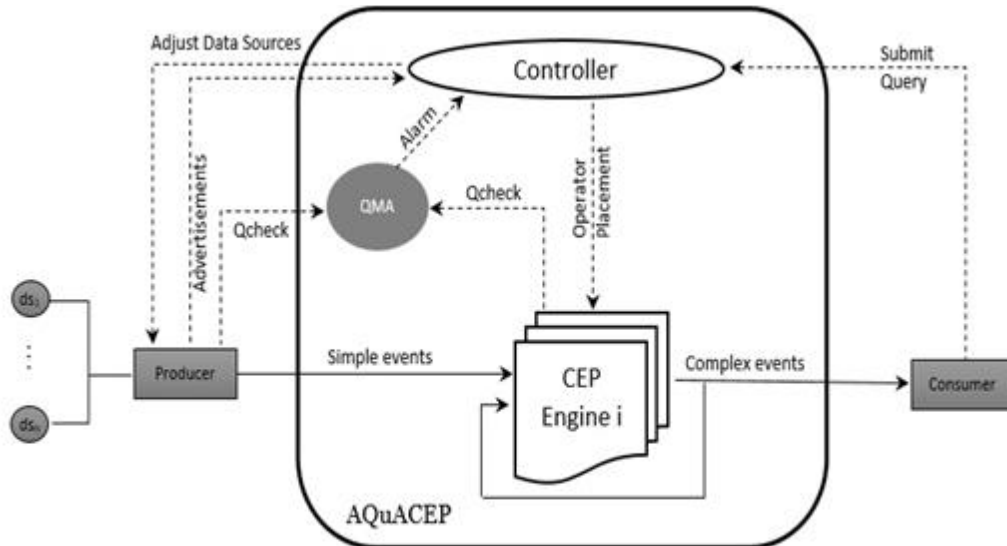 Adjust Data Sources
Controller
Submit
Query
Alarm
Advertisements
QMA
Qcheck
Qcheck
Operator
Placement
ds₁
Producer
Simple events
CEP
Engine i
Complex events
Consumer
dsₙ
AQuACEP